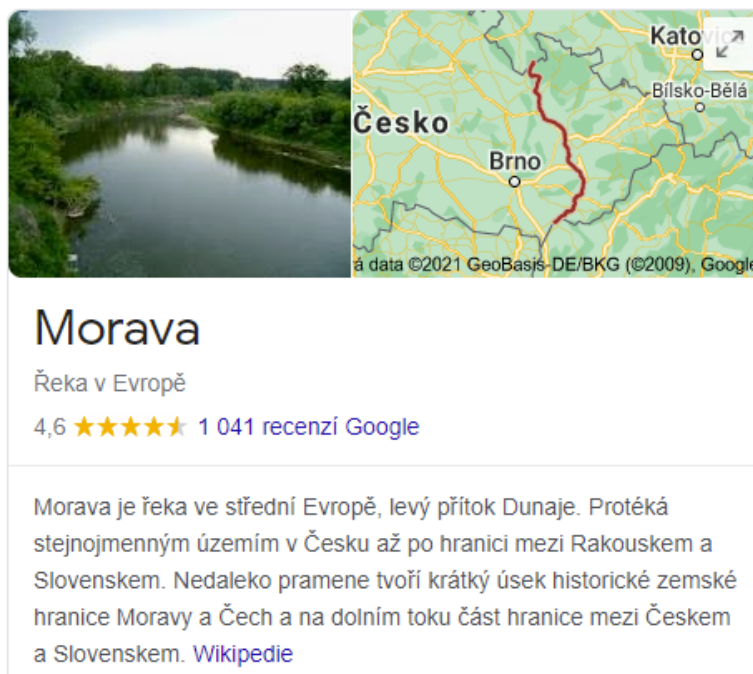 Katovice
Bílsko-Bělá
Česko
Brno
á data ©2021 GeoBasis-DE/BKG (©2009), Google
Morava
Řeka v Evropě
4,6 1 041 recenzí Google
Morava je řeka ve střední Evropě, levý přítok Dunaje. Protéká
stejnojmenným územím v Česku až po hranici mezi Rakouskem a
Slovenskem. Nedaleko pramene tvoří krátký úsek historické zemské
hranice Moravy a Čech a na dolním toku část hranice mezi Českem
a Slovenskem. Wikipedie